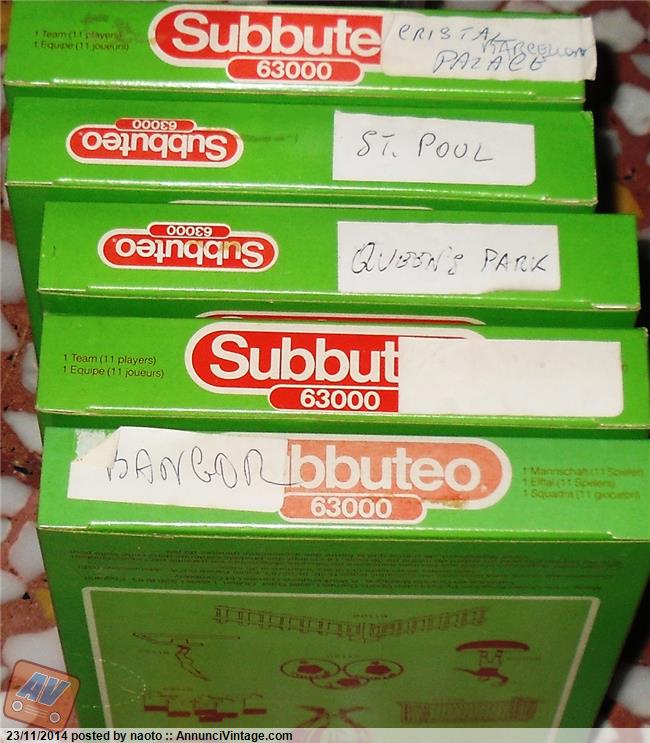 1 Team (11 players)
1 Equipe (11 joueurs)
Subbute
63000
CRISTAL
BARCELLON
PALACE
63000
Subbuteo
ST. POUL
63000
Subbuteo
QUEEN'S PARK
1 Team (11 players)
1 Equipe (11 joueurs)
Subbut
63000
BANGOR
bbuteo
63000
1 Mannschaft (11 Spieler)
1 Elftal (11 Spelers)
1 Squadra (11 giocatori)
AV
23/11/2014 posted by naoto :: AnnunciVintage.com